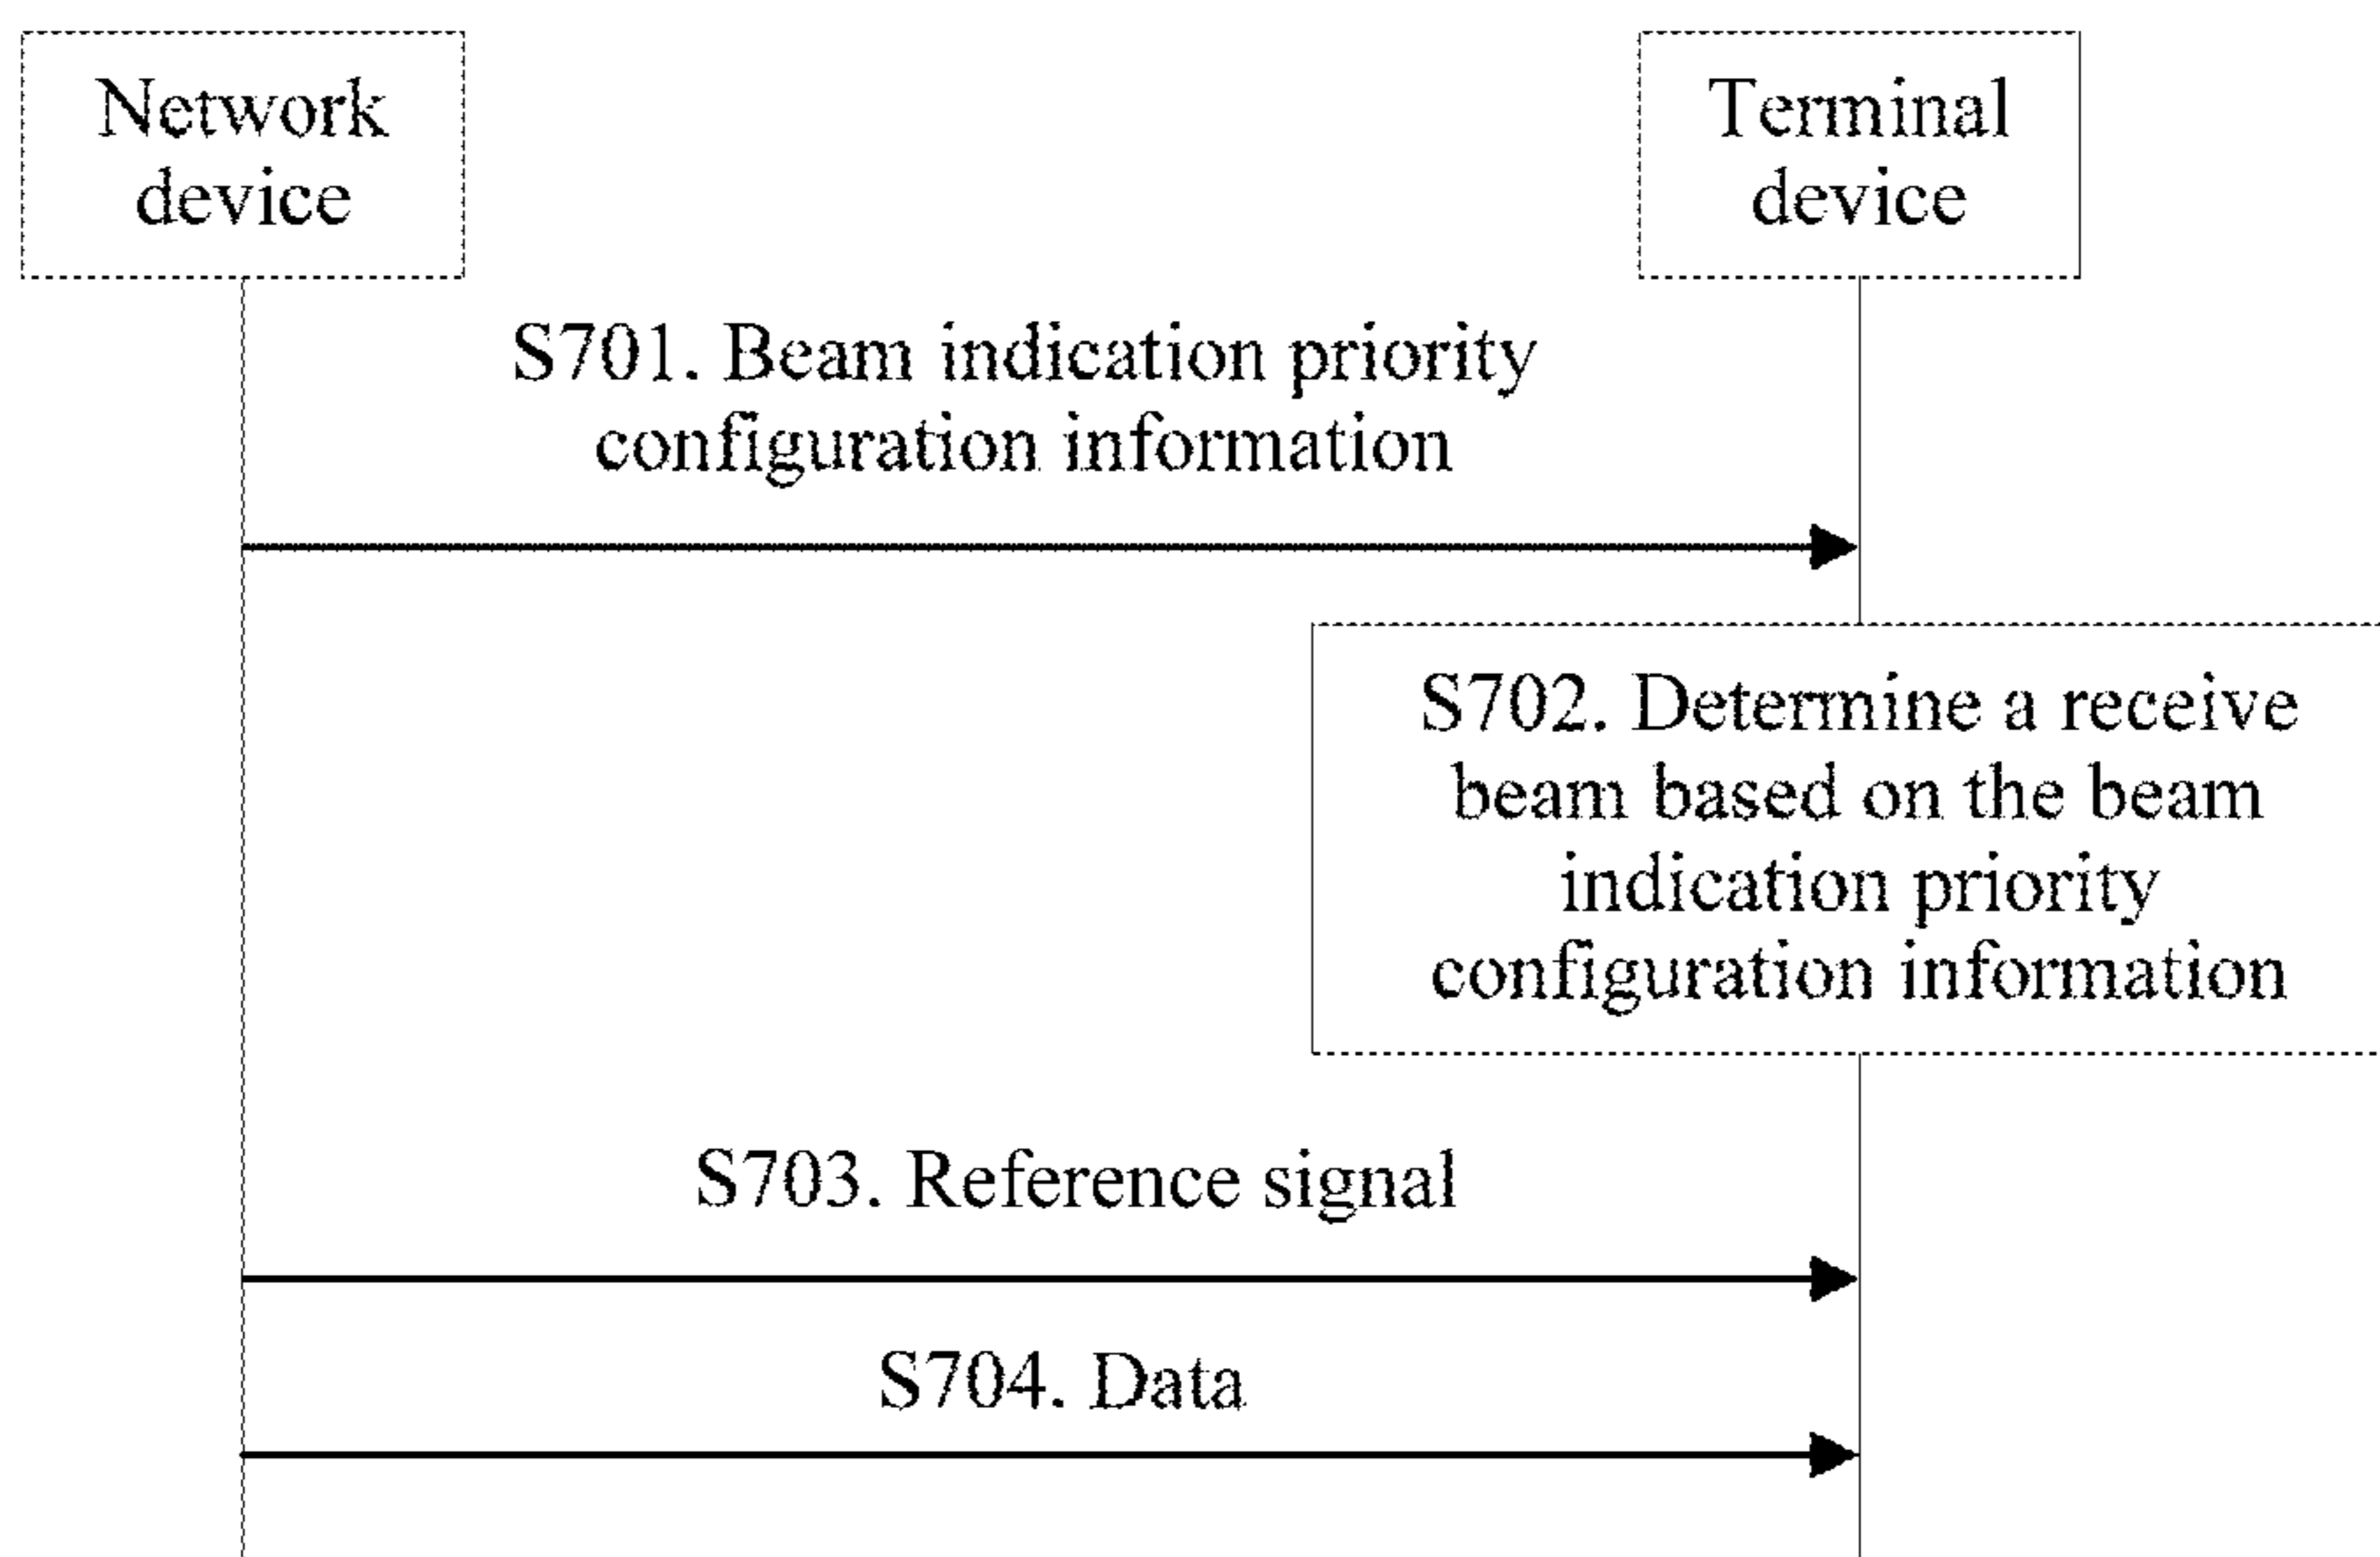 Network
device
Terminal
device
S701. Beam indication priority
configuration information
S702. Determine a receive
beam based on the beam
indication priority
configuration information
S703. Reference signal
S704. Data